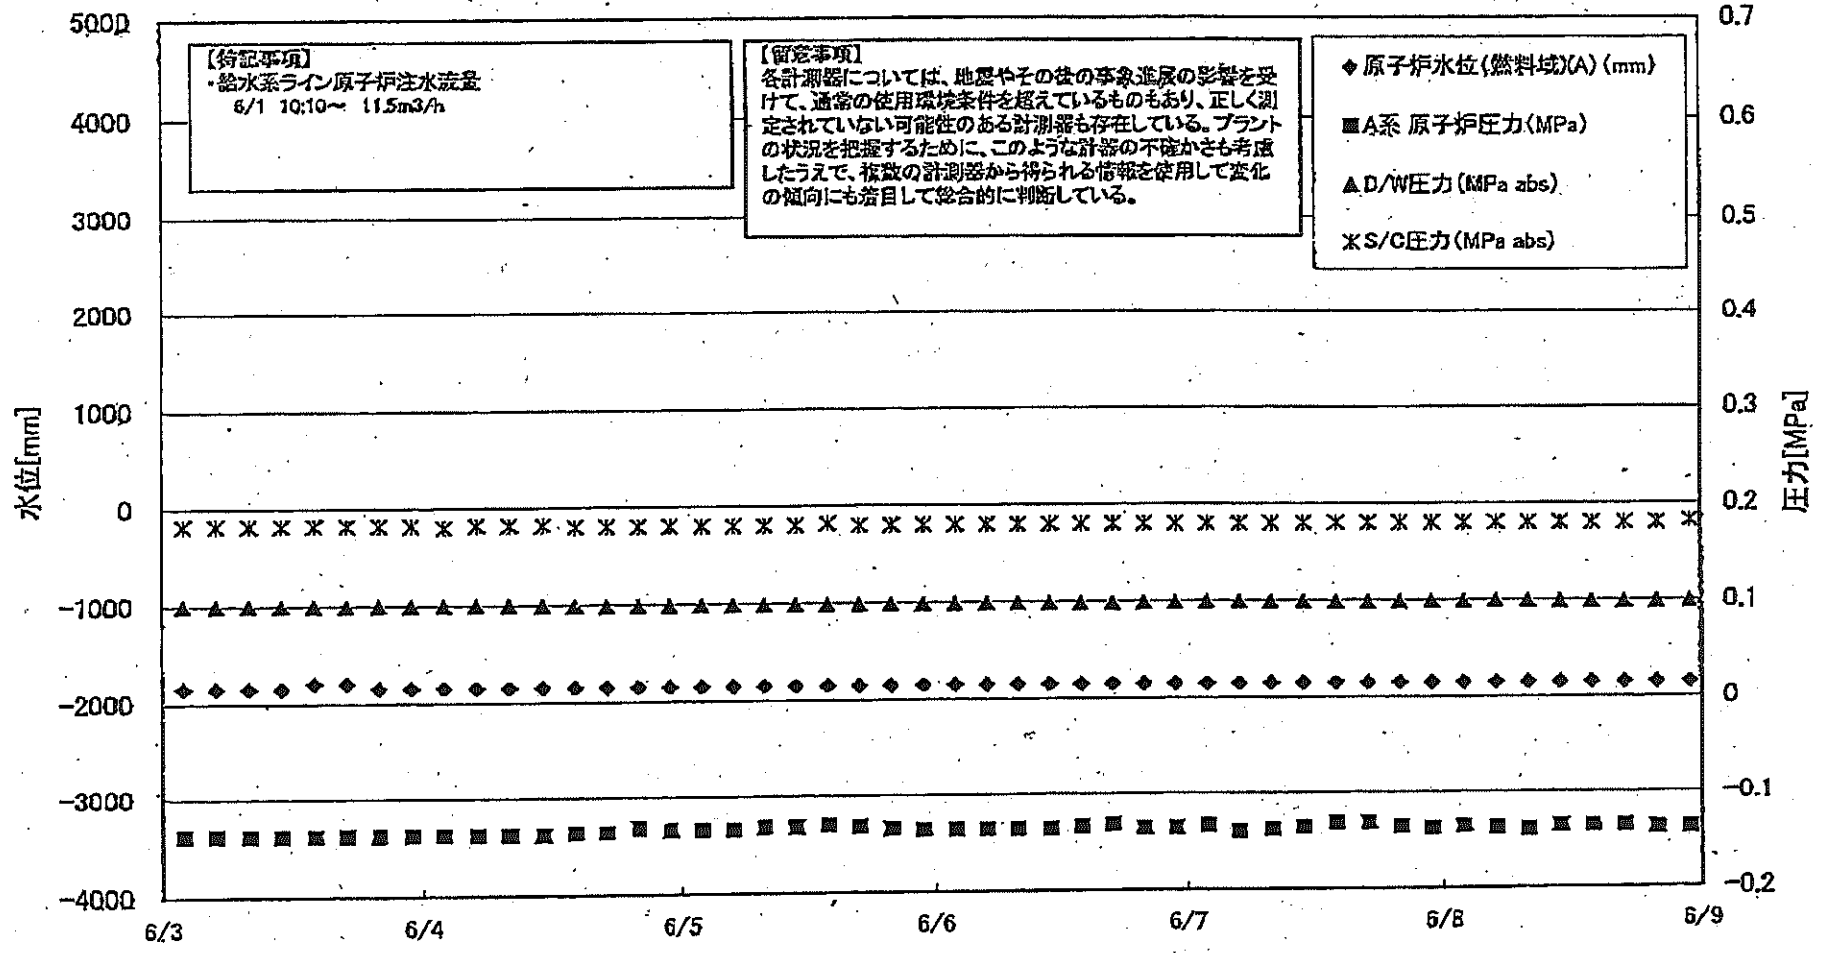 【特記事項】
・給水系ライン原子炉注水流量
6/1 10:10～ 11.5m3/h
【留意事項】
各計測器については、地震やその後の事象進展の影響を受
けて、通常の使用環境条件を超えているものもあり、正しく測
定されていない可能性のある計測器も存在している。プラント
の状況を把握するために、このような計器の不確かさも考慮
したうえで、複数の計測器から得られる情報を使用して変化
の傾向にも着目して総合的に判断している。
◆原子炉水位(燃料域)(A)(mm)
■A系 原子炉圧力(MPa)
▲D/W圧力(MPa abs)
S/C圧力(MPa abs)
水位[mm]
5000
4000
3000
2000
1000
0
-1000
-2000
-3000
-4000
圧力[MPa]
0.7
0.6
0.5
0.4
0.3
0.2
0.1
0
-0.1
-0.2
6/3 6/4 6/5 6/6 6/7 6/8 6/9